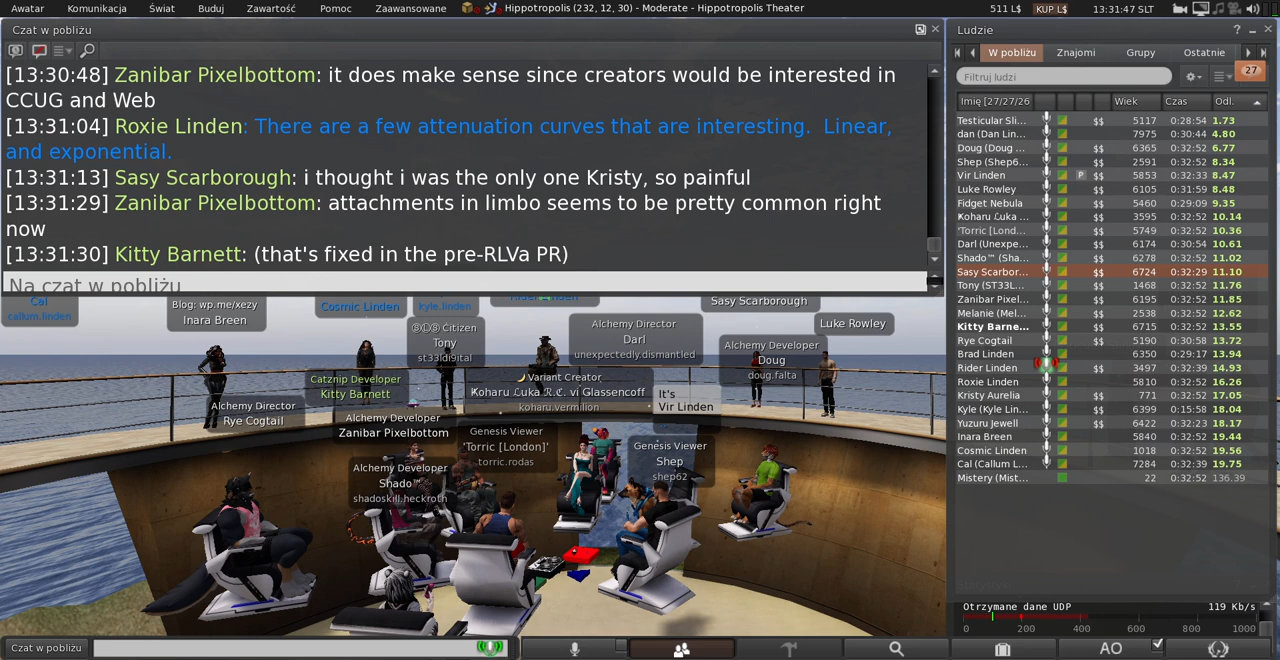 Awatar Komunikacja Świat Buduj Zawartość Pomoc Zaawansowane Hippotropolis (232, 12, 30) - Moderate - Hippotropolis Theater 511 L$ KUP L$ 13:31:47 SLT
Czat w pobliżu
[13:30:48] Zanibar Pixelbottom: it does make sense since creators would be interested in
CCUG and Web
[13:31:04] Roxie Linden: There are a few attenuation curves that are interesting. Linear,
and exponential.
[13:31:13] Sasy Scarborough: i thought i was the only one Kristy, so painful
[13:31:29] Zanibar Pixelbottom: attachments in limbo seems to be pretty common right
now
[13:31:30] Kitty Barnett: (that's fixed in the pre-RLVa PR)
Na czat w pobliżu
Cal
callum.linden
Blog: wp.me/xezy
Inara Breen
Cosmic Linden
kyle.linden
Rider Linden
Sasy Scarborough
Luke Rowley
Citizen
Tony
st33ldi9ital
Alchemy Director
Darl
unexpectedly.dismantled
Alchemy Developer
Doug
doug.falta
Catznip Developer
Kitty Barnett
Variant Creator
Ҝoharu ℒuka ℛ.ℭ. vi Glassencoff
koharu.vermilion
It's
Vir Linden
Alchemy Director
Rye Cogtail
Alchemy Developer
Zanibar Pixelbottom
Genesis Viewer
'Torric [London]'
torric.rodas
Genesis Viewer
Shep
shep62
Alchemy Developer
Shado™
shadoskill.heckroth
Ludzie
W pobliżu Znajomi Grupy Ostatnie
Filtruj ludzi
27
Imię [27/27/26 Wiek Czas Odl.
Testicular Sli... $$ 5117 0:28:54 1.73
dan (Dan Lin... 7975 0:30:44 4.80
Doug (Doug ... $$ 6365 0:32:52 6.77
Shep (Shep6... $$ 2591 0:32:52 8.34
Vir Linden P $$ 5853 0:32:33 8.47
Luke Rowley $$ 6105 0:31:59 8.48
Fidget Nebula $$ 5460 0:29:09 9.35
Ҝoharu ℒuka ... $$ 3595 0:32:52 10.14
'Torric [Lond... $$ 5749 0:32:52 10.36
Darl (Unexpe... $$ 6174 0:30:54 10.61
Shado™ (Sha... $$ 6278 0:32:52 11.02
Sasy Scarbor... $$ 6724 0:32:29 11.10
Tony (ST33L... $$ 1468 0:32:52 11.76
Zanibar Pixel... $$ 6195 0:32:52 11.85
Melanie (Mel... $$ 2538 0:32:52 12.62
Kitty Barne... $$ 6715 0:32:52 13.55
Rye Cogtail $$ 5190 0:30:58 13.72
Brad Linden 6350 0:29:17 13.94
Rider Linden $$ 3497 0:32:39 14.93
Roxie Linden 5810 0:32:52 16.26
Kristy Aurelia $$ 771 0:32:52 17.05
Kyle (Kyle Lin... $$ 6399 0:15:58 18.04
Yuzuru Jewell $$ 6422 0:32:23 18.17
Inara Breen 5840 0:32:52 19.44
Cosmic Linden 1018 0:32:52 19.56
Cal (Callum L... 7284 0:32:39 19.75
Mistery (Mist... 22 0:32:52 136.39
Otrzymane dane UDP 119 Kb/s
0 200 400 600 800 1000
Czat w pobliżu AO